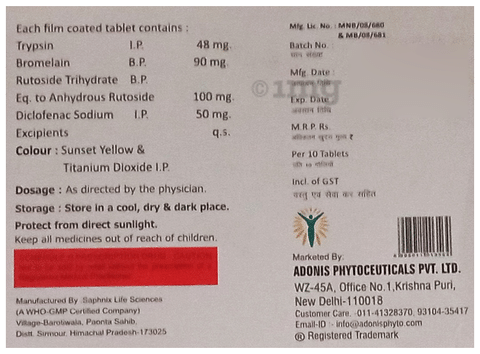 Each film coated tablet contains :
Trypsin I.P. 48 mg.
Bromelain B.P. 90 mg.
Rutoside Trihydrate B.P.
Eq. to Anhydrous Rutoside 100 mg.
Diclofenac Sodium I.P. 50 mg.
Excipients q.s.
Colour : Sunset Yellow &
Titanium Dioxide I.P.
Dosage : As directed by the physician.
Storage : Store in a cool, dry & dark place.
Protect from direct sunlight.
Keep all medicines out of reach of children.
Manufactured By :Saphnix Life Sciences
(A WHO-GMP Certified Company)
Village-Barotiwala, Paonta Sahib,
Distt. Sirmour, Himachal Pradesh-173025
Mfg. Lic. No. : MNB/08/680
& MB/08/681
Batch No.
Mfg. Date :
Exp. Date
M.R.P. Rs.
Per 10 Tablets
Incl. of GST
वस्तु एवं सेवा कर सहित
1mg
Marketed By:
ADONIS PHYTOCEUTICALS PVT. LTD.
WZ-45A, Office No.1,Krishna Puri,
New Delhi-110018
Customer Care. -011-41328370, 93104-35417
Email-ID :- info@adonisphyto.com
® Registered Trademark